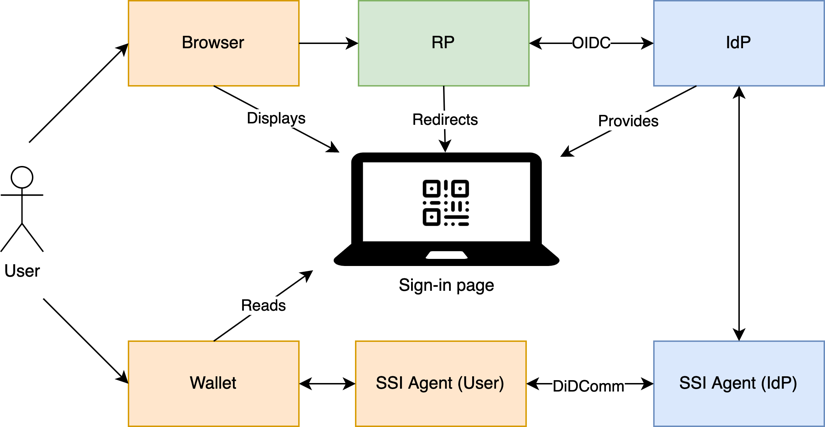 Browser
RP
OIDC
IdP
Displays
Redirects
Provides
User
Sign-in page
Reads
Wallet
SSI Agent (User)
DiDComm
SSI Agent (IdP)